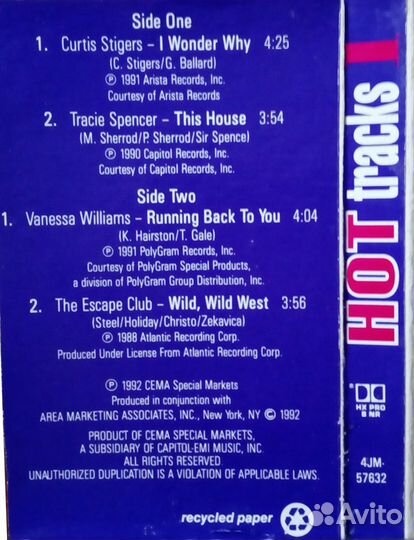 Side One
1. Curtis Stigers – I Wonder Why 4:25
(C. Stigers/G. Ballard)
Ⓟ 1991 Arista Records, Inc.
Courtesy of Arista Records
2. Tracie Spencer – This House 3:54
(M. Sherrod/P. Sherrod/Sir Spence)
Ⓟ 1990 Capitol Records, Inc.
Courtesy of Capitol Records, Inc.
Side Two
1. Vanessa Williams – Running Back To You 4:04
(K. Hairston/T. Gale)
Ⓟ 1991 PolyGram Records, Inc.
Courtesy of PolyGram Special Products,
a division of PolyGram Group Distribution, Inc.
2. The Escape Club – Wild, Wild West 3:56
(Steel/Holiday/Christo/Zekavica)
Ⓟ 1988 Atlantic Recording Corp.
Produced Under License From Atlantic Recording Corp.
Ⓟ 1992 CEMA Special Markets
Produced in conjunction with
AREA MARKETING ASSOCIATES, INC., New York, NY © 1992
PRODUCT OF CEMA SPECIAL MARKETS,
A SUBSIDIARY OF CAPITOL-EMI MUSIC, INC.
ALL RIGHTS RESERVED
UNAUTHORIZED DUPLICATION IS A VIOLATION OF APPLICABLE LAWS.
recycled paper
HOT tracks I
HX PRO
B NR
4JM-
57632
Avito